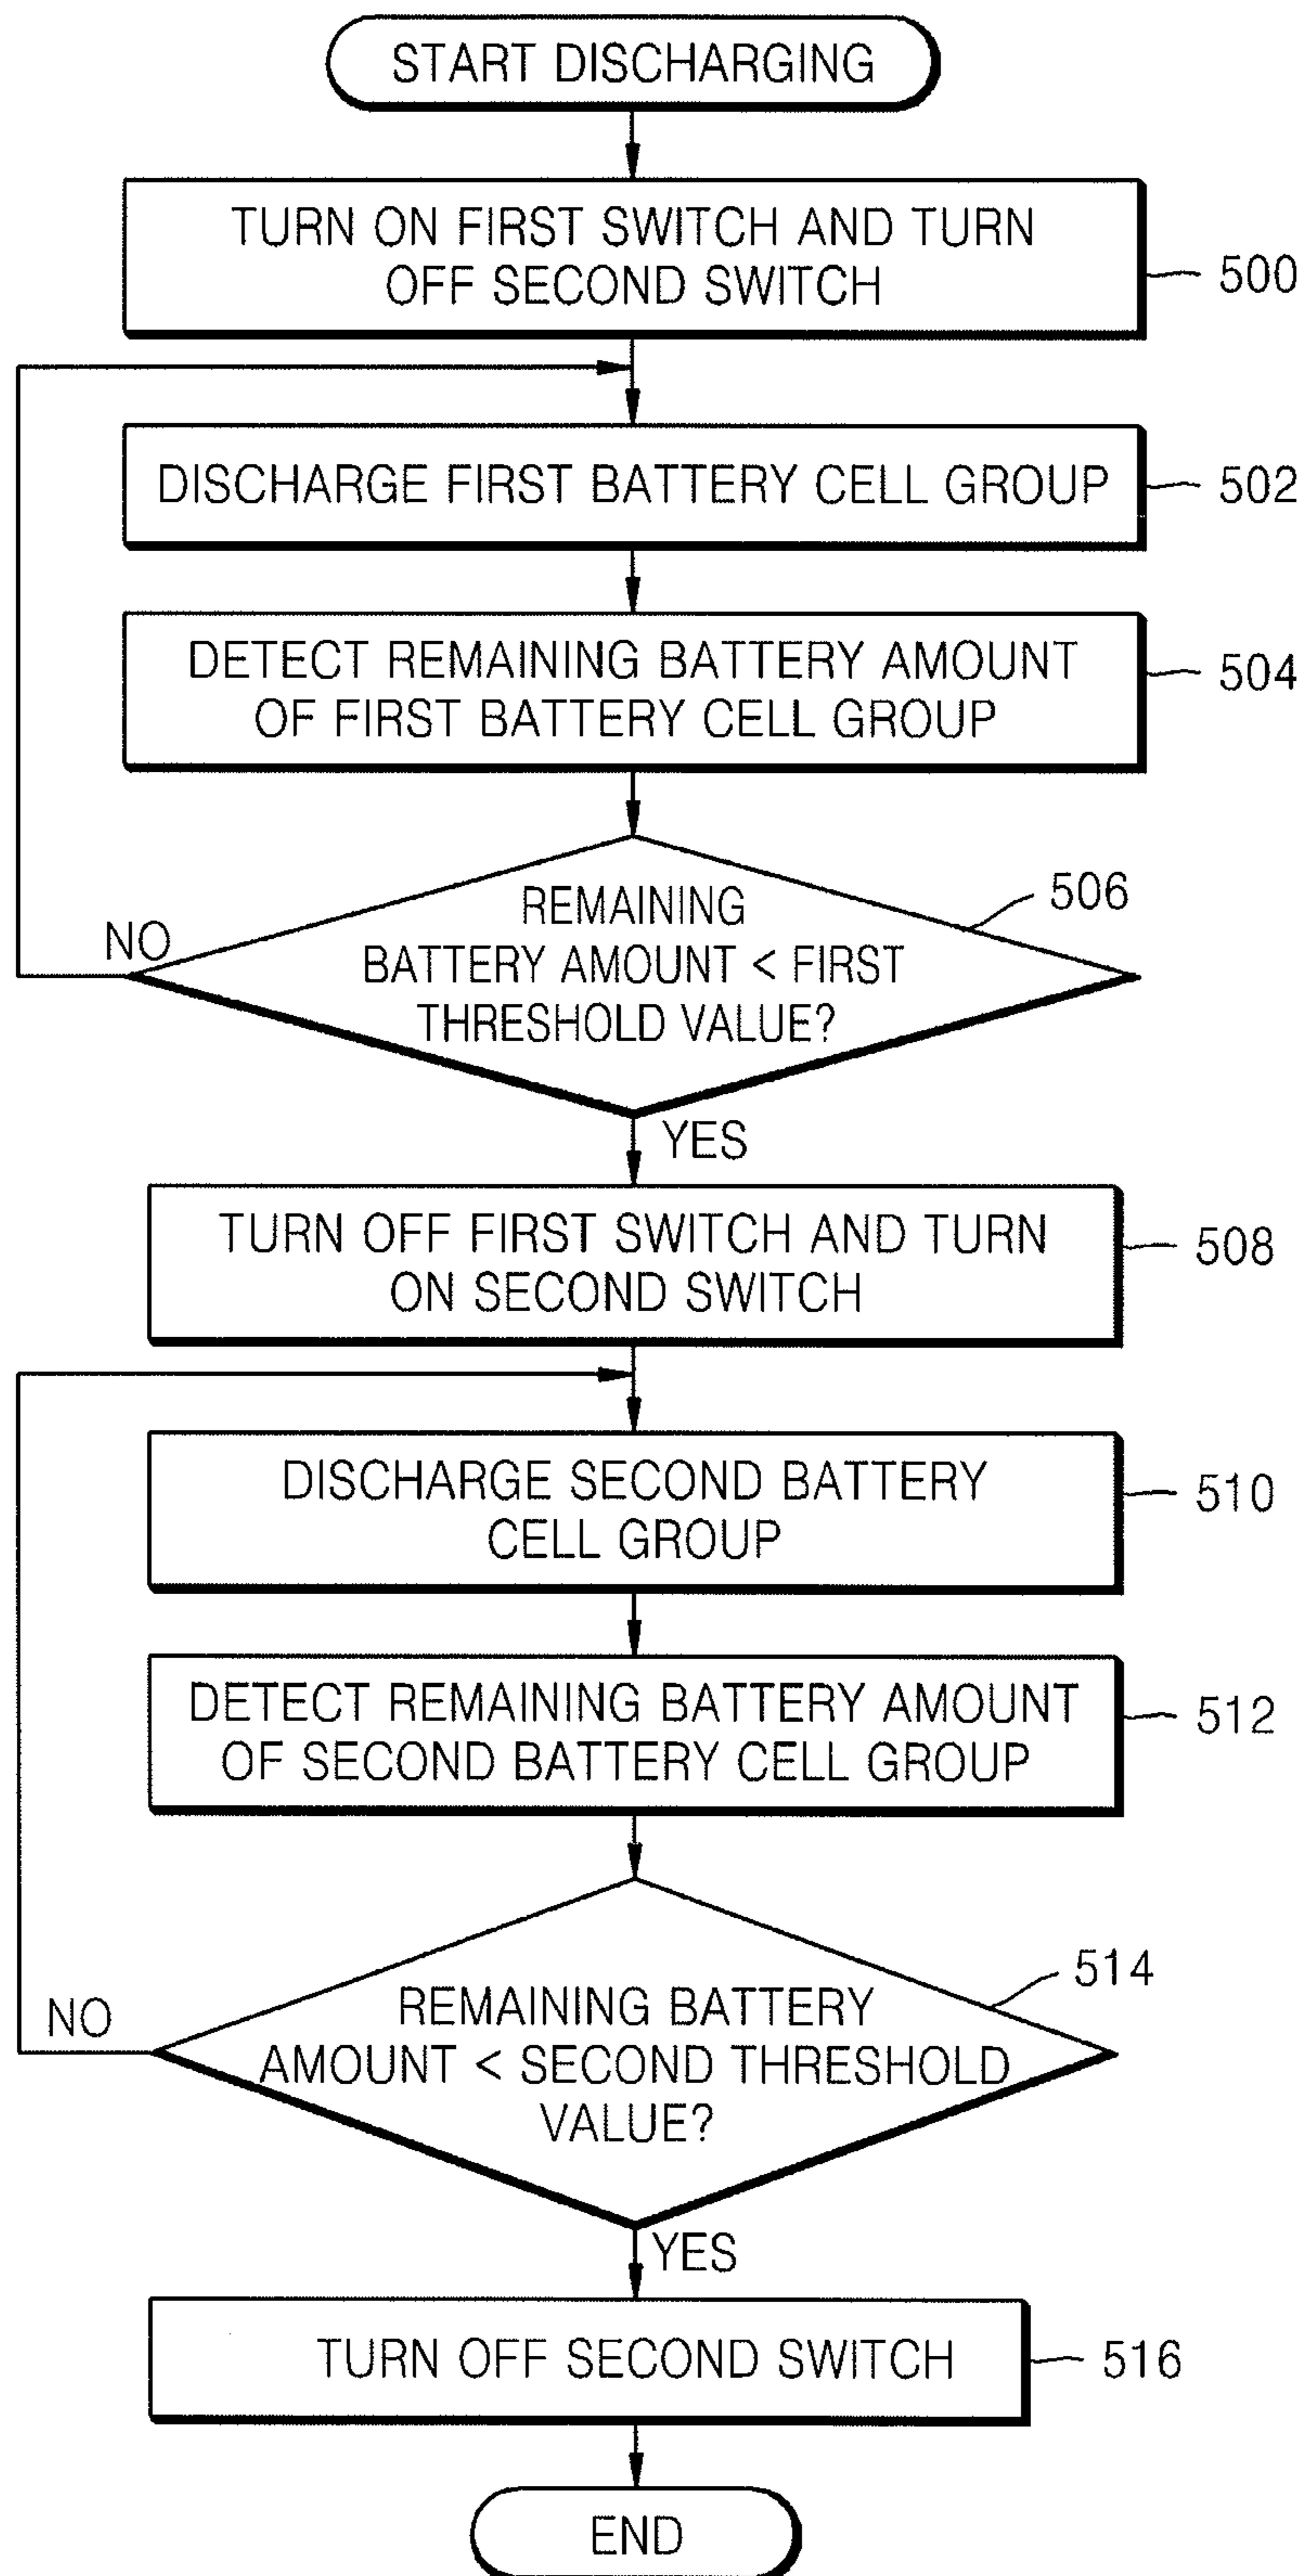 START DISCHARGING
TURN ON FIRST SWITCH AND TURN
OFF SECOND SWITCH
500
DISCHARGE FIRST BATTERY CELL GROUP
502
DETECT REMAINING BATTERY AMOUNT
OF FIRST BATTERY CELL GROUP
504
REMAINING
BATTERY AMOUNT < FIRST
THRESHOLD VALUE?
506
NO
YES
TURN OFF FIRST SWITCH AND TURN
ON SECOND SWITCH
508
DISCHARGE SECOND BATTERY
CELL GROUP
510
DETECT REMAINING BATTERY AMOUNT
OF SECOND BATTERY CELL GROUP
512
REMAINING BATTERY
AMOUNT < SECOND THRESHOLD
VALUE?
514
NO
YES
TURN OFF SECOND SWITCH
516
END